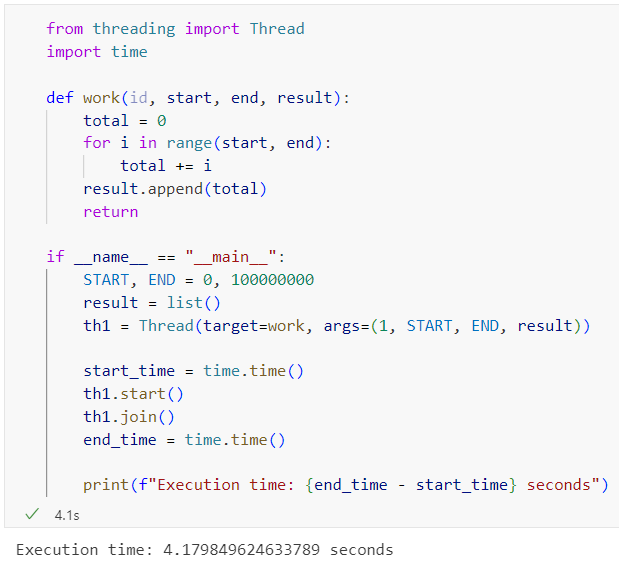 from threading import Thread
import time
def work(id, start, end, result):
total = 0
for i in range(start, end):
total += i
result.append(total)
return
if __name__ == "__main__":
START, END = 0, 100000000
result = list()
th1 = Thread(target=work, args=(1, START, END, result))
start_time = time.time()
th1.start()
th1.join()
end_time = time.time()
print(f"Execution time: {end_time - start_time} seconds")
4.1s
Execution time: 4.179849624633789 seconds